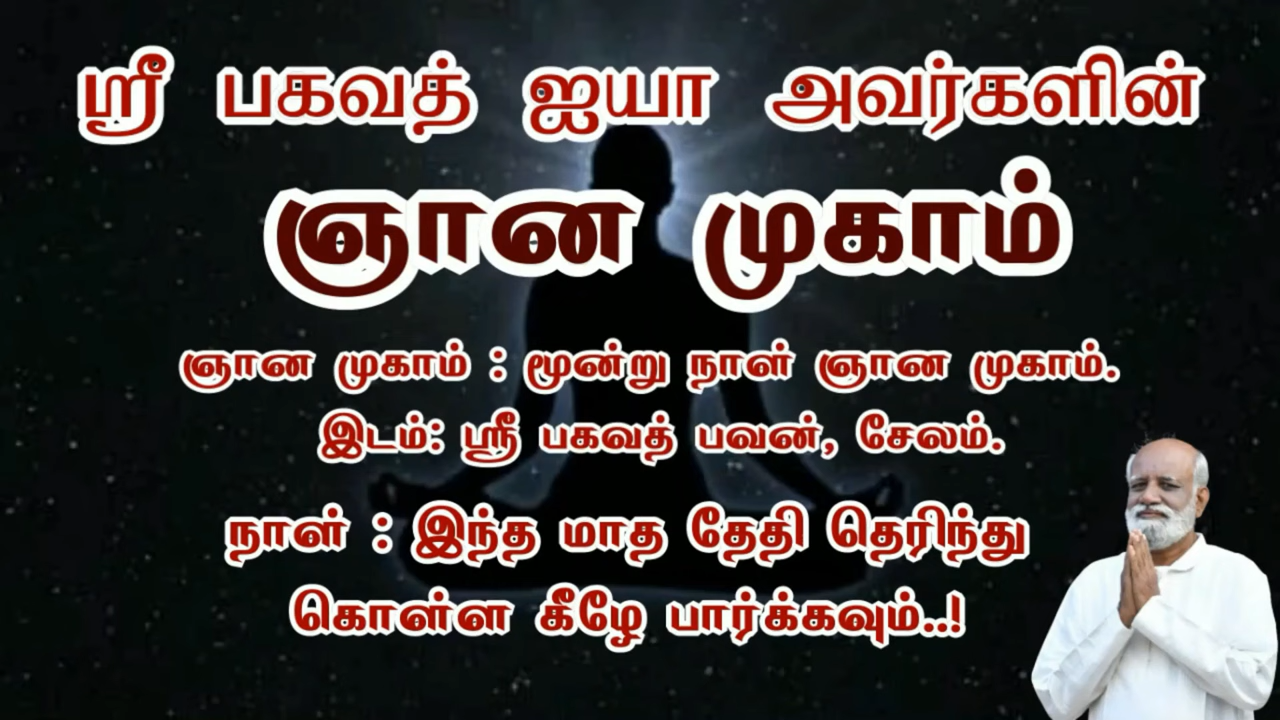 ஸ்ரீ பகவத் ஐயா அவர்களின்
ஞான முகாம்
ஞான முகாம் : மூன்று நாள் ஞான முகாம்.
இடம்: ஸ்ரீ பகவத் பவன், சேலம்.
நாள் : இந்த மாத தேதி தெரிந்து
கொள்ள கீழே பார்க்கவும்..!